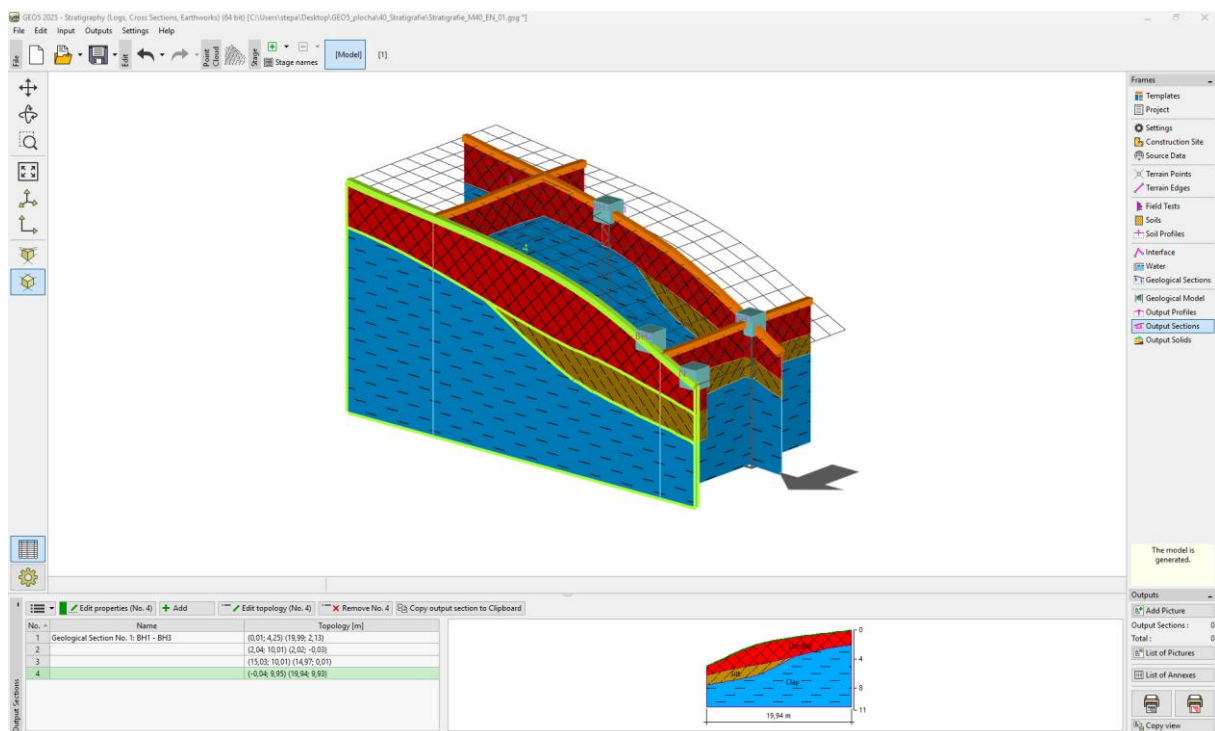 GEO5 2025 - Stratigraphy (Logs, Cross Sections, Earthworks) (64 bit) [C:\Users\stepa\Desktop\GEO5_plocha\40_Stratigrafie\Stratigrafie_M40_EN_01.gsg *]
File Edit Input Outputs Settings Help
File
Edit
Point Cloud
Stage
Stage names
[Model]
[1]
Frames
Templates
Project
Settings
Construction Site
Source Data
Terrain Points
Terrain Edges
Field Tests
Soils
Soil Profiles
Interface
Water
Geological Sections
Geological Model
Output Profiles
Output Sections
Output Solids
3
4
The model is
generated.
Edit properties (No. 4) Add Edit topology (No. 4) Remove No. 4 Copy output section to Clipboard
No. Name Topology [m]
1 Geological Section No. 1: BH1 - BH3 (0,01; 4,25) (19,99; 2,13)
2 (2,04; 10,01) (2,02; -0,03)
3 (15,03; 10,01) (14,97; 0,01)
4 (-0,04; 9,95) (19,94; 9,93)
Output Sections
0
4
Silt
Clay
8
11
19,94 m
Outputs
Add Picture
Output Sections : 0
Total : 0
List of Pictures
List of Annexes
Copy view